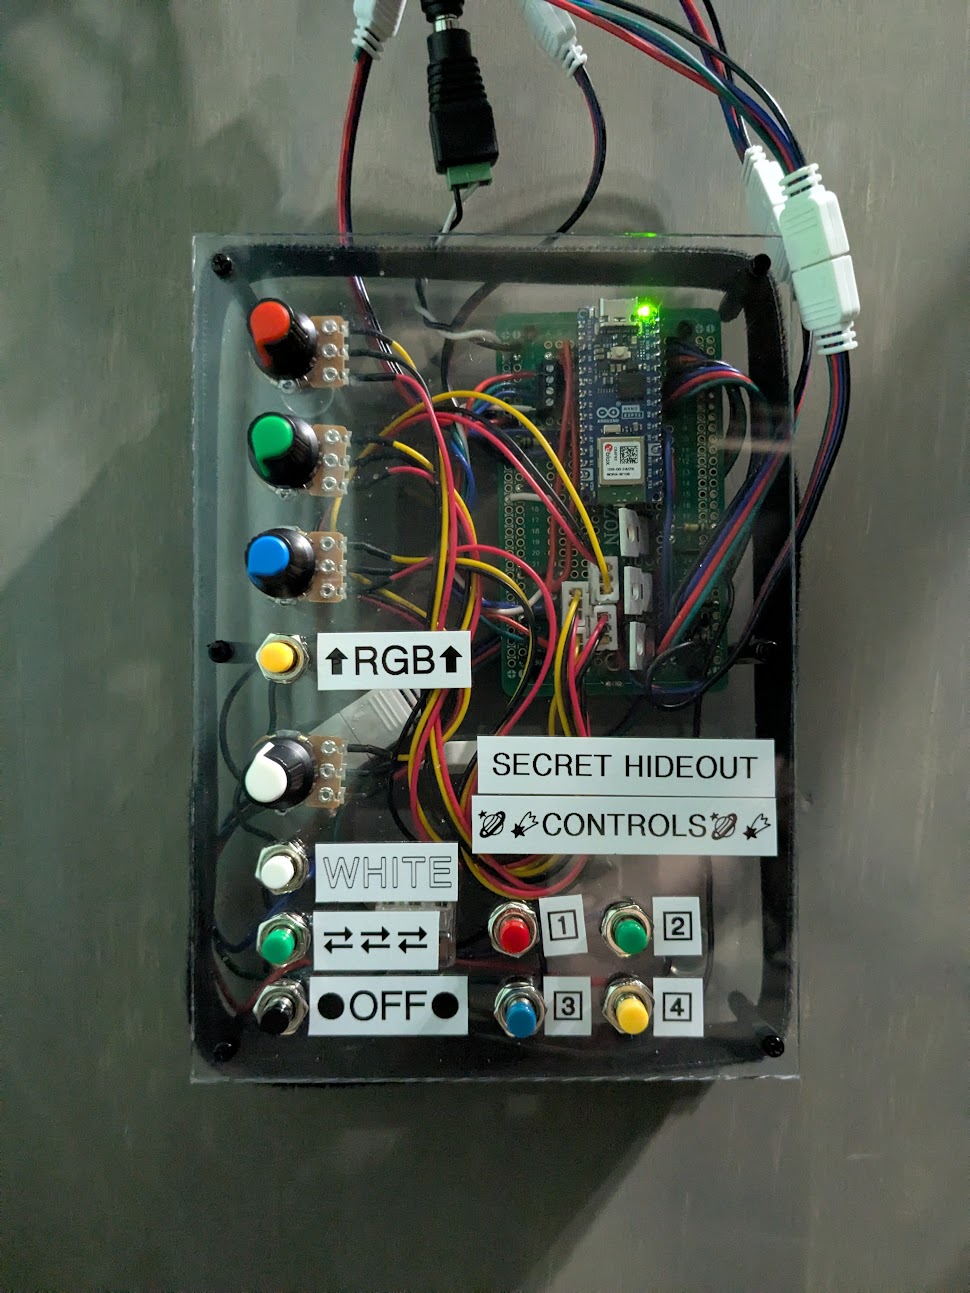 ↑RGB↑
SECRET HIDEOUT
CONTROLS
WHITE
⇄⇄⇄
1
2
●OFF●
3
4